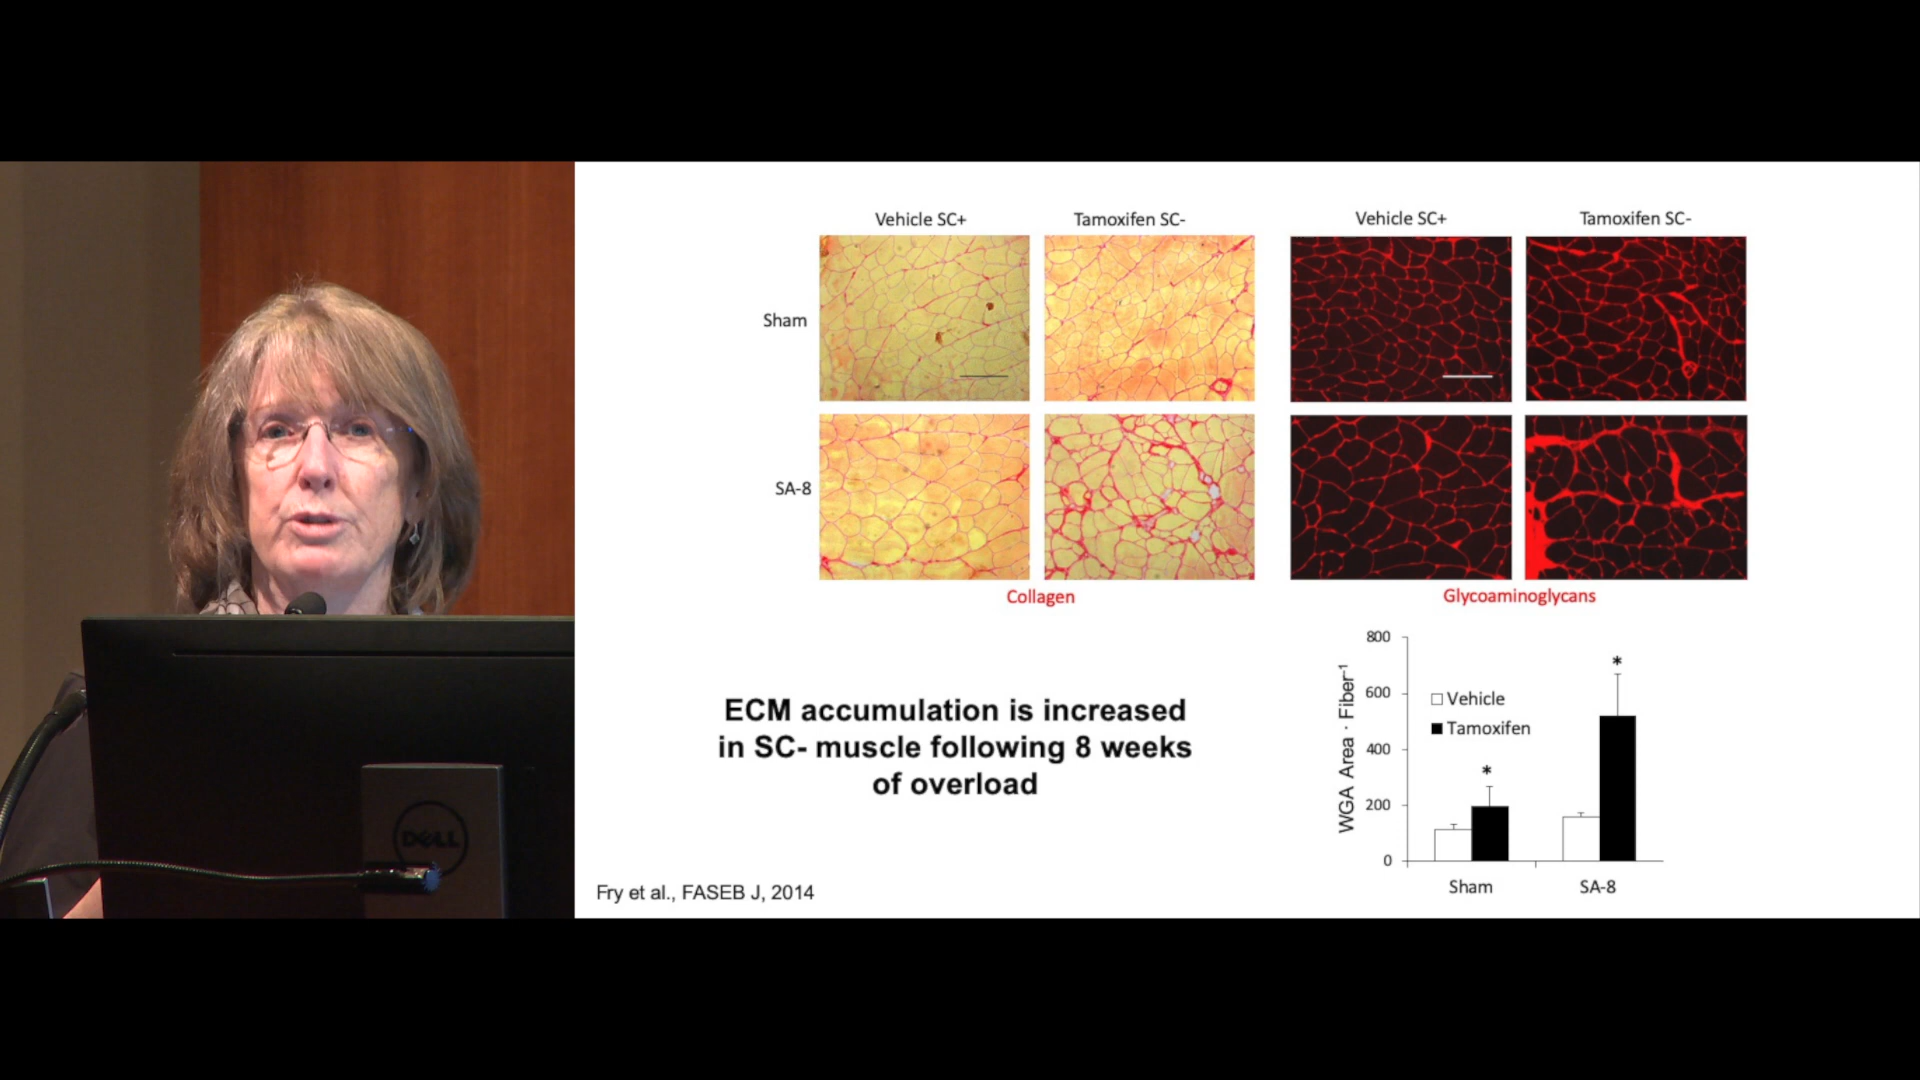 Vehicle SC+
Tamoxifen SC-
Vehicle SC+
Tamoxifen SC-
Sham
SA-8
Collagen
Glycoaminoglycans
ECM accumulation is increased
in SC- muscle following 8 weeks
of overload
800
600
400
200
0
WGA Area · Fiber⁻¹
Vehicle
Tamoxifen
*
*
Sham
SA-8
Fry et al., FASEB J, 2014
DELL